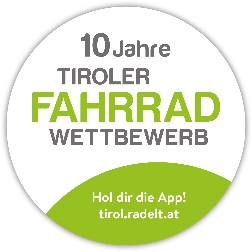 10 Jahre
TIROLER
FAHRRAD
WETTBEWERB
Hol dir die App!
tirol.radelt.at